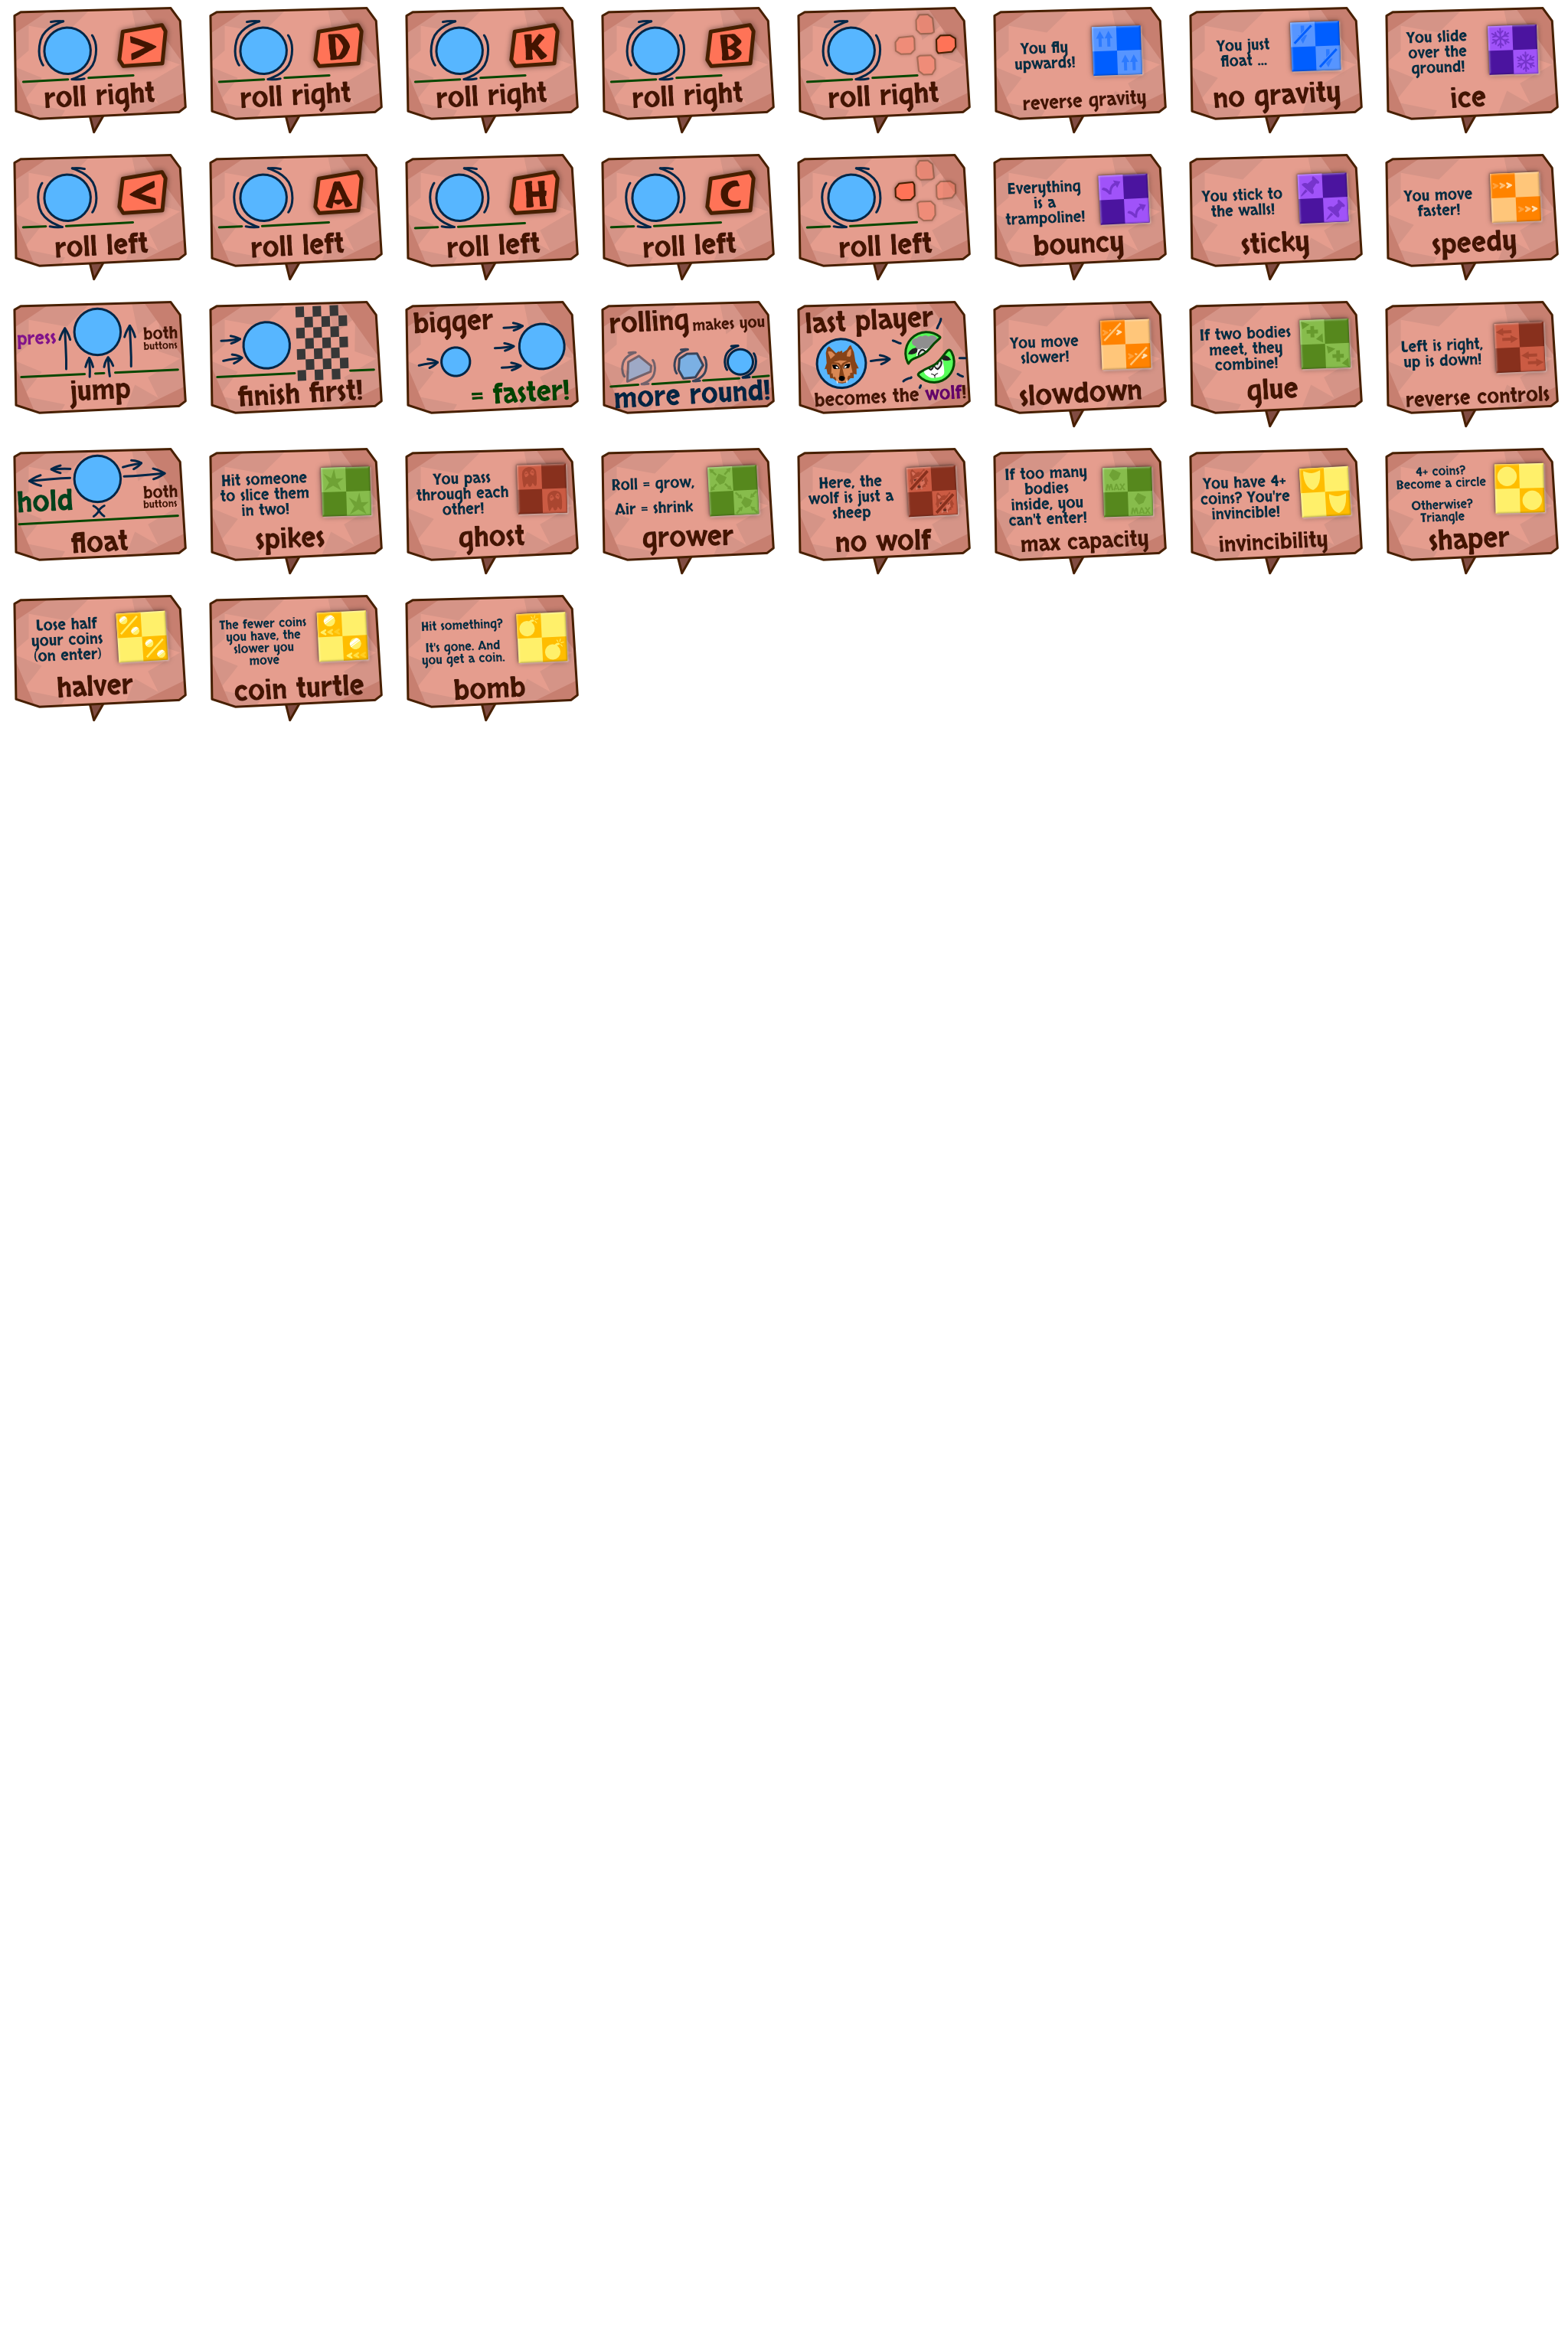 >
roll right
D
roll right
K
roll right
B
roll right
roll right
You fly
upwards!
reverse gravity
You just
float ...
no gravity
You slide
over the
ground!
ice
<
roll left
A
roll left
H
roll left
C
roll left
roll left
Everything
is a
trampoline!
bouncy
You stick to
the walls!
sticky
You move
faster!
speedy
press
both
buttons
jump
finish first!
bigger
= faster!
rolling makes you
more round!
last player
becomes the wolf!
You move
slower!
slowdown
If two bodies
meet, they
combine!
glue
Left is right,
up is down!
reverse controls
hold
both
buttons
x
float
Hit someone
to slice them
in two!
spikes
You pass
through each
other!
ghost
Roll = grow,
Air = shrink
grower
Here, the
wolf is just a
sheep
no wolf
If too many
bodies
inside, you
can't enter!
MAX
MAX
max capacity
You have 4+
coins? You're
invincible!
invincibility
4+ coins?
Become a circle
Otherwise?
Triangle
shaper
Lose half
your coins
(on enter)
%
%
halver
The fewer coins
you have, the
slower you
move
coin turtle
Hit something?
It's gone. And
you get a coin.
bomb